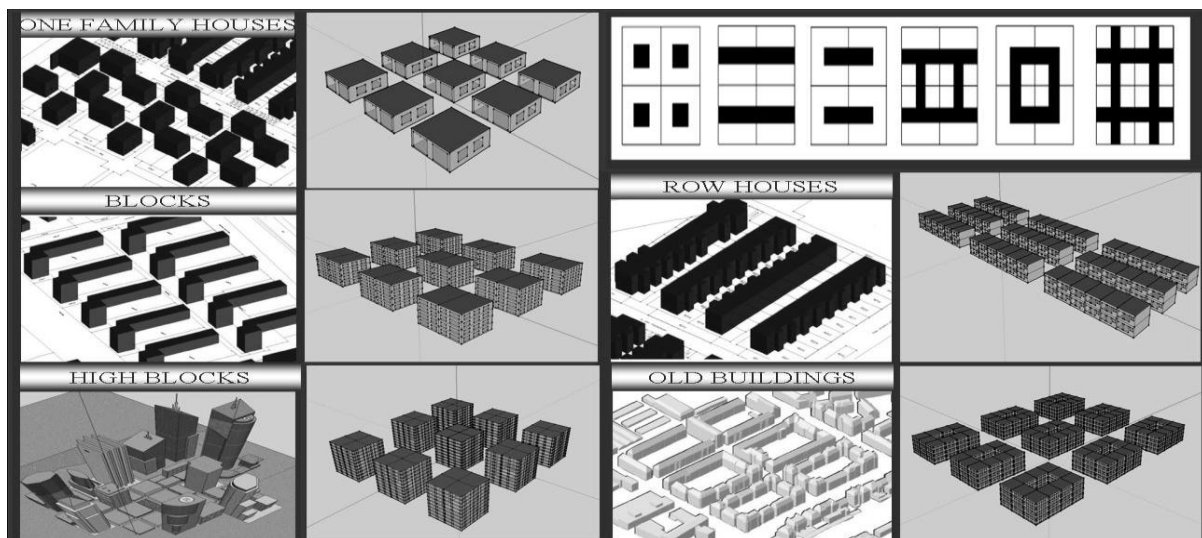 ONE FAMILY HOUSES
BLOCKS
ROW HOUSES
HIGH BLOCKS
OLD BUILDINGS